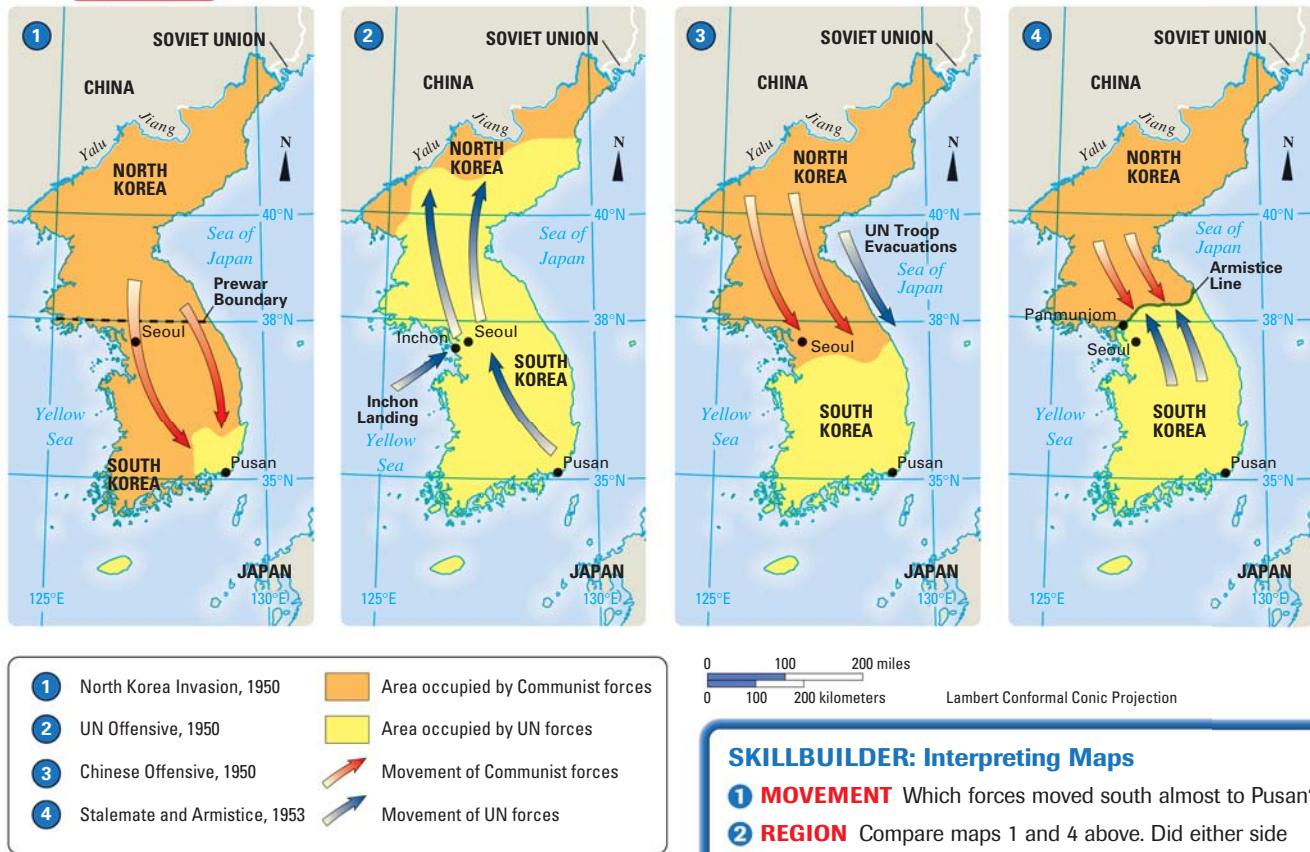 1
SOVIET UNION
CHINA
Yalu Jiang
NORTH
KOREA
N
40°N
Sea of
Japan
Prewar
Boundary
38°N
Seoul
Yellow
Sea
SOUTH
KOREA
Pusan
35°N
JAPAN
125°E
130°E
2
SOVIET UNION
CHINA
Yalu Jiang
NORTH
KOREA
N
40°N
Sea of
Japan
38°N
Inchon
Seoul
SOUTH
KOREA
Inchon
Landing
Yellow
Sea
Pusan
35°N
JAPAN
125°E
130°E
3
SOVIET UNION
CHINA
Yalu Jiang
NORTH
KOREA
N
40°N
UN Troop
Evacuations
Sea of
Japan
38°N
Seoul
Yellow
Sea
SOUTH
KOREA
Pusan
35°N
JAPAN
125°E
130°E
4
SOVIET UNION
CHINA
Yalu Jiang
NORTH
KOREA
N
40°N
Sea of
Japan
Armistice
Line
Panmunjom
38°N
Seoul
Yellow
Sea
SOUTH
KOREA
Pusan
35°N
JAPAN
125°E
130°E
1 North Korea Invasion, 1950
2 UN Offensive, 1950
3 Chinese Offensive, 1950
4 Stalemate and Armistice, 1953
Area occupied by Communist forces
Area occupied by UN forces
Movement of Communist forces
Movement of UN forces
0 100 200 miles
0 100 200 kilometers
Lambert Conformal Conic Projection
SKILLBUILDER: Interpreting Maps
1 MOVEMENT Which forces moved south almost to Pusan?
2 REGION Compare maps 1 and 4 above. Did either side